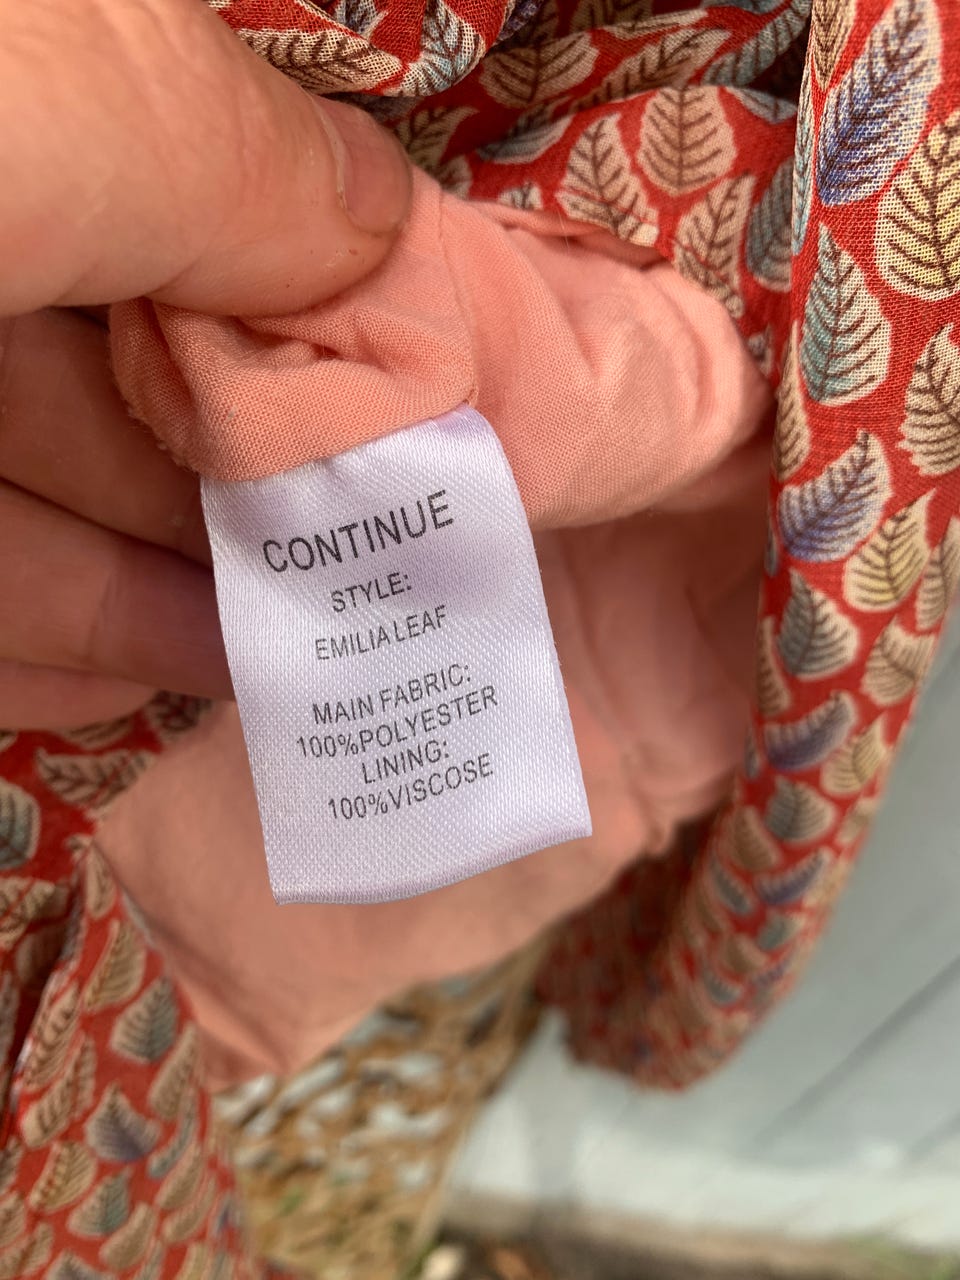 CONTINUE
STYLE:
EMILIA LEAF
MAIN FABRIC:
100%POLYESTER
LINING:
100%VISCOSE